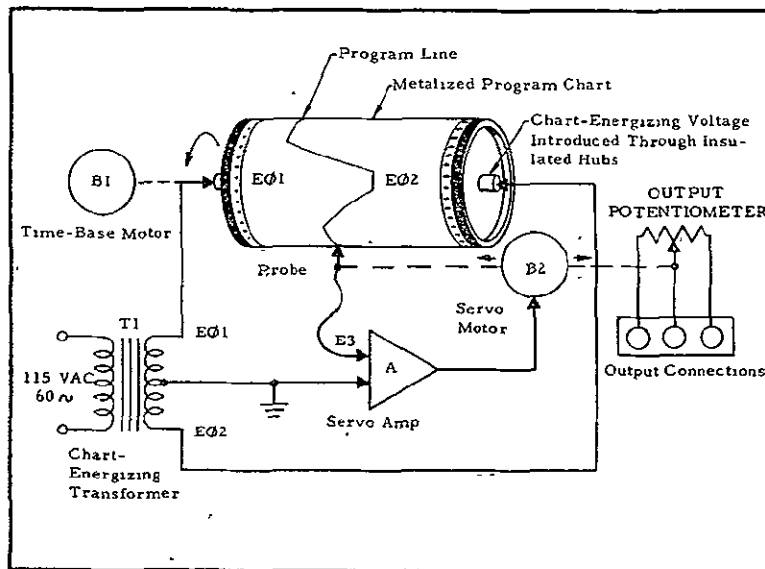 Program Line
Metalized Program Chart
Chart-Energizing Voltage
Introduced Through Insu-
lated Hubs
B1
EØ1
EØ2
OUTPUT
POTENTIOMETER
Time-Base Motor
Probe
B2
Servo
Motor
T1
EØ1
E3
115 VAC
60 ~
A
Output Connections
Servo Amp
EØ2
Chart-
Energizing
Transformer